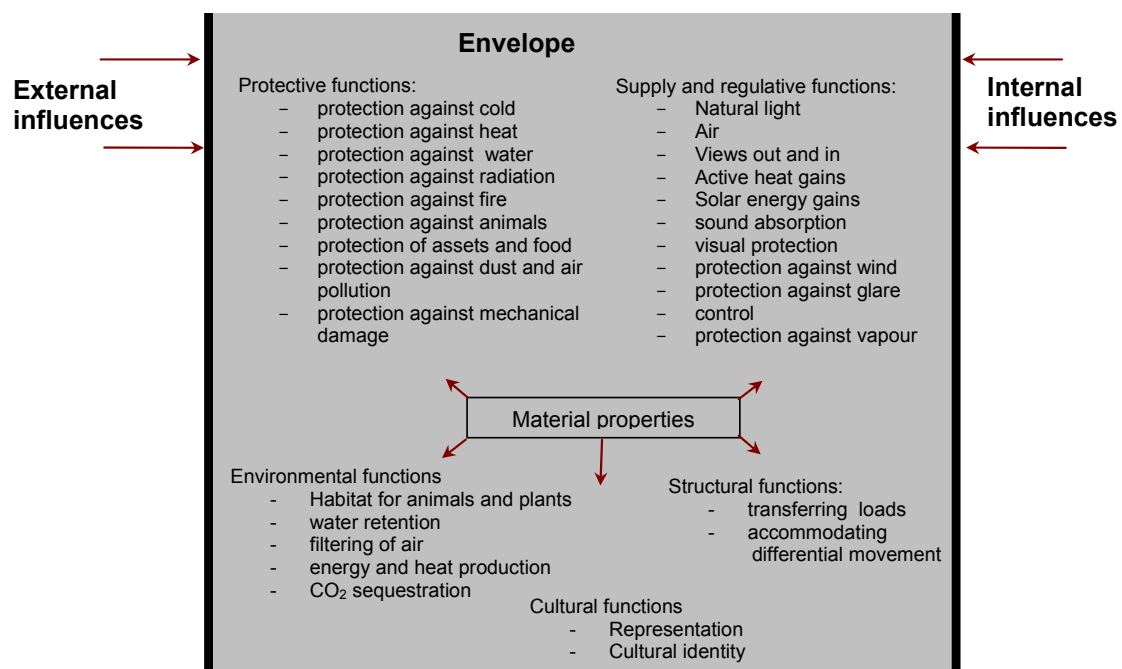 Envelope
External
influences
Internal
influences
Protective functions:
– protection against cold
– protection against heat
– protection against water
– protection against radiation
– protection against fire
– protection against animals
– protection of assets and food
– protection against dust and air
pollution
– protection against mechanical
damage
Supply and regulative functions:
– Natural light
– Air
– Views out and in
– Active heat gains
– Solar energy gains
– sound absorption
– visual protection
– protection against wind
– protection against glare
– control
– protection against vapour
Material properties
Environmental functions
- Habitat for animals and plants
- water retention
- filtering of air
- energy and heat production
- CO₂ sequestration
Structural functions:
- transferring loads
- accommodating
differential movement
Cultural functions
- Representation
- Cultural identity